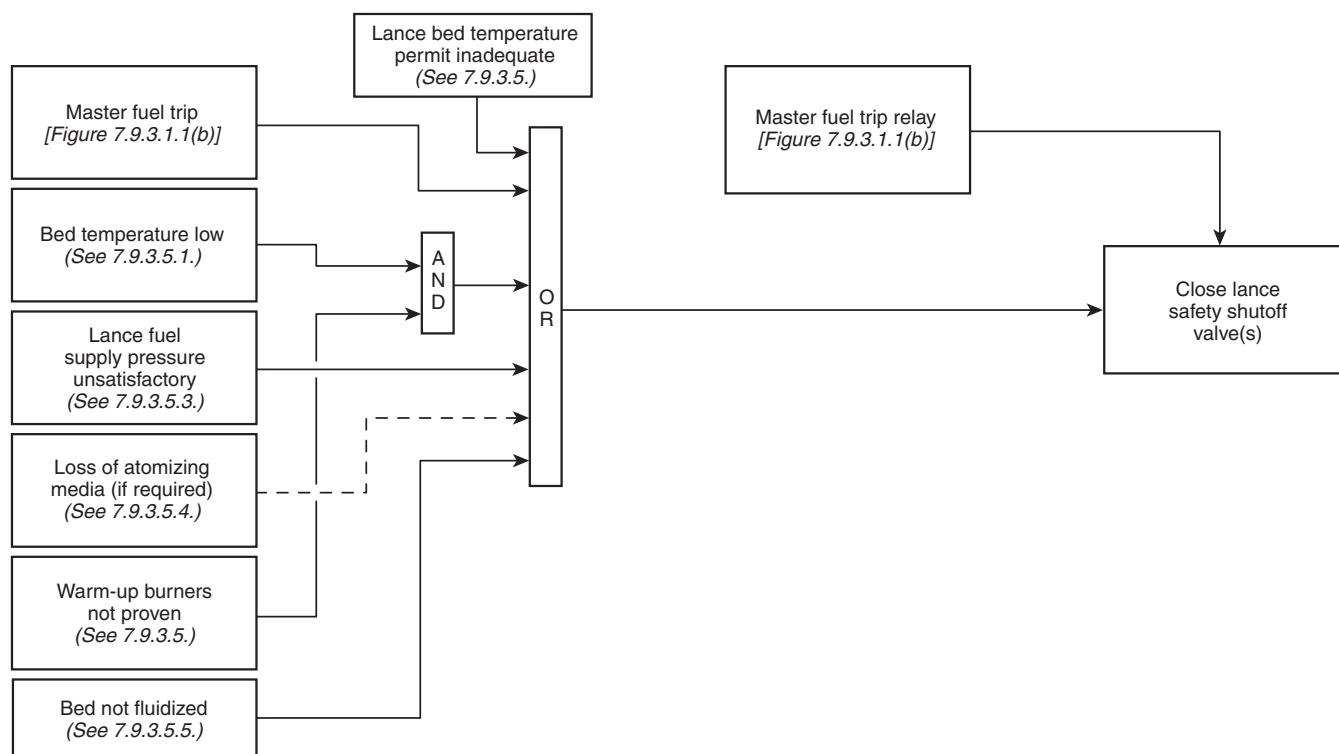 Lance bed temperature
permit inadequate
(See 7.9.3.5.)
Master fuel trip
[Figure 7.9.3.1.1(b)]
Master fuel trip relay
[Figure 7.9.3.1.1(b)]
Bed temperature low
(See 7.9.3.5.1.)
A
N
D
O
R
Close lance
safety shutoff
valve(s)
Lance fuel
supply pressure
unsatisfactory
(See 7.9.3.5.3.)
Loss of atomizing
media (if required)
(See 7.9.3.5.4.)
Warm-up burners
not proven
(See 7.9.3.5.)
Bed not fluidized
(See 7.9.3.5.5.)